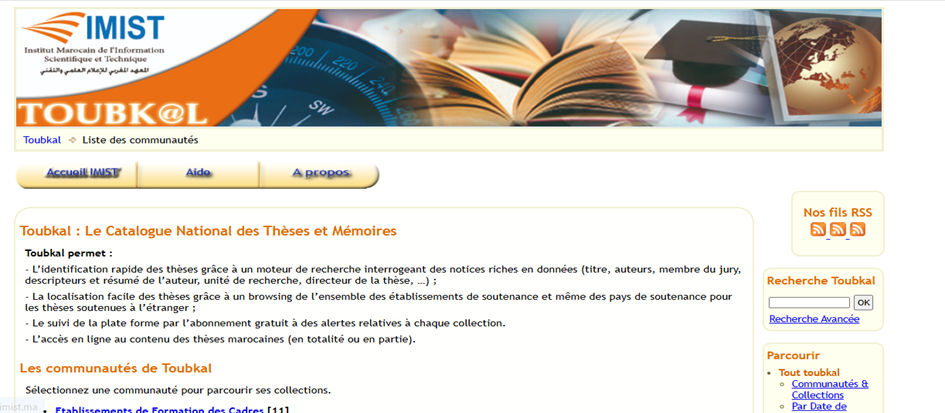 IMIST
Institut Marocain de l'Information
Scientifique et Technique
المعهد المغربي للإعلام العلمي والتقني
TOUBK@L
SW
Toubkal Liste des communautés
Accueil IMIST Aide A propos
Nos fils RSS
Toubkal : Le Catalogue National des Thèses et Mémoires
Toubkal permet :
- L’identification rapide des thèses grâce à un moteur de recherche interrogeant des notices riches en données (titre, auteurs, membre du jury,
descripteurs et résumé de l’auteur, unité de recherche, directeur de la thèse, …) ;
- La localisation facile des thèses grâce à un browsing de l’ensemble des établissements de soutenance et même des pays de soutenance pour
les thèses soutenues à l’étranger ;
- Le suivi de la plate forme par l’abonnement gratuit à des alertes relatives à chaque collection.
- L’accès en ligne au contenu des thèses marocaines (en totalité ou en partie).
Les communautés de Toubkal
Sélectionnez une communauté pour parcourir ses collections.
• Etablissements de Formation des Cadres [11]
imist.ma
Recherche Toubkal
OK
Recherche Avancée
Parcourir
Tout toubkal
Communautés &
Collections
Par Date de